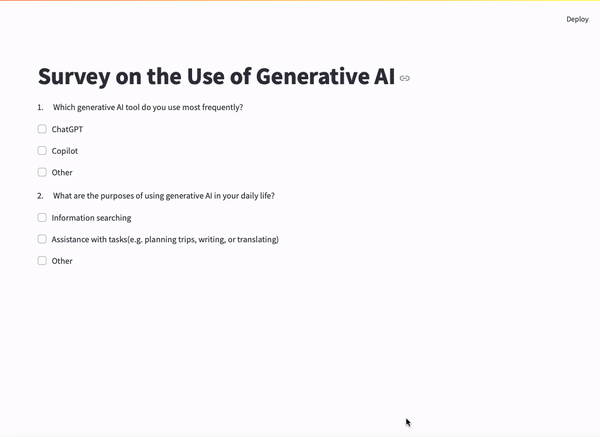 Deploy
Survey on the Use of Generative AI
1. Which generative AI tool do you use most frequently?
ChatGPT
Copilot
Other
2. What are the purposes of using generative AI in your daily life?
Information searching
Assistance with tasks(e.g. planning trips, writing, or translating)
Other